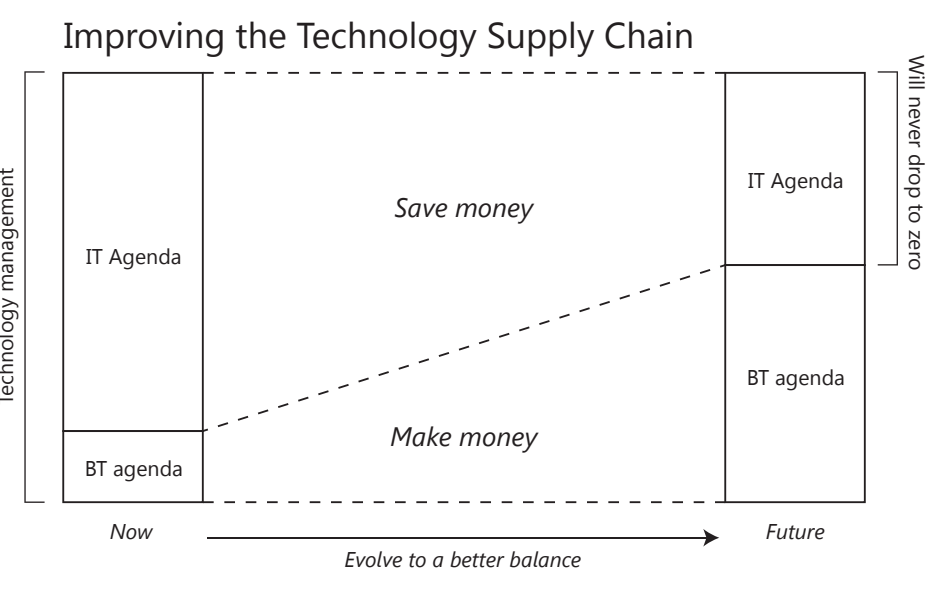 Improving the Technology Supply Chain
Technology management
IT Agenda
BT agenda
Save money
Make money
IT Agenda
BT agenda
Will never drop to zero
Now
Future
Evolve to a better balance